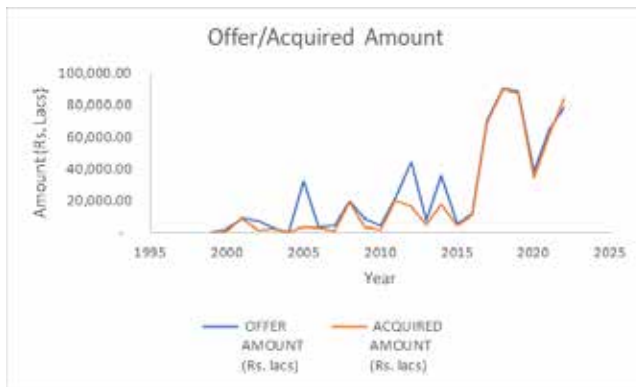 Offer/Acquired Amount
Amount(Rs. Lacs)
100,000.00
80,000.00
60,000.00
40,000.00
20,000.00
-
1995 2000 2005 2010 2015 2020 2025
Year
OFFER AMOUNT (Rs. lacs)
ACQUIRED AMOUNT (Rs. lacs)